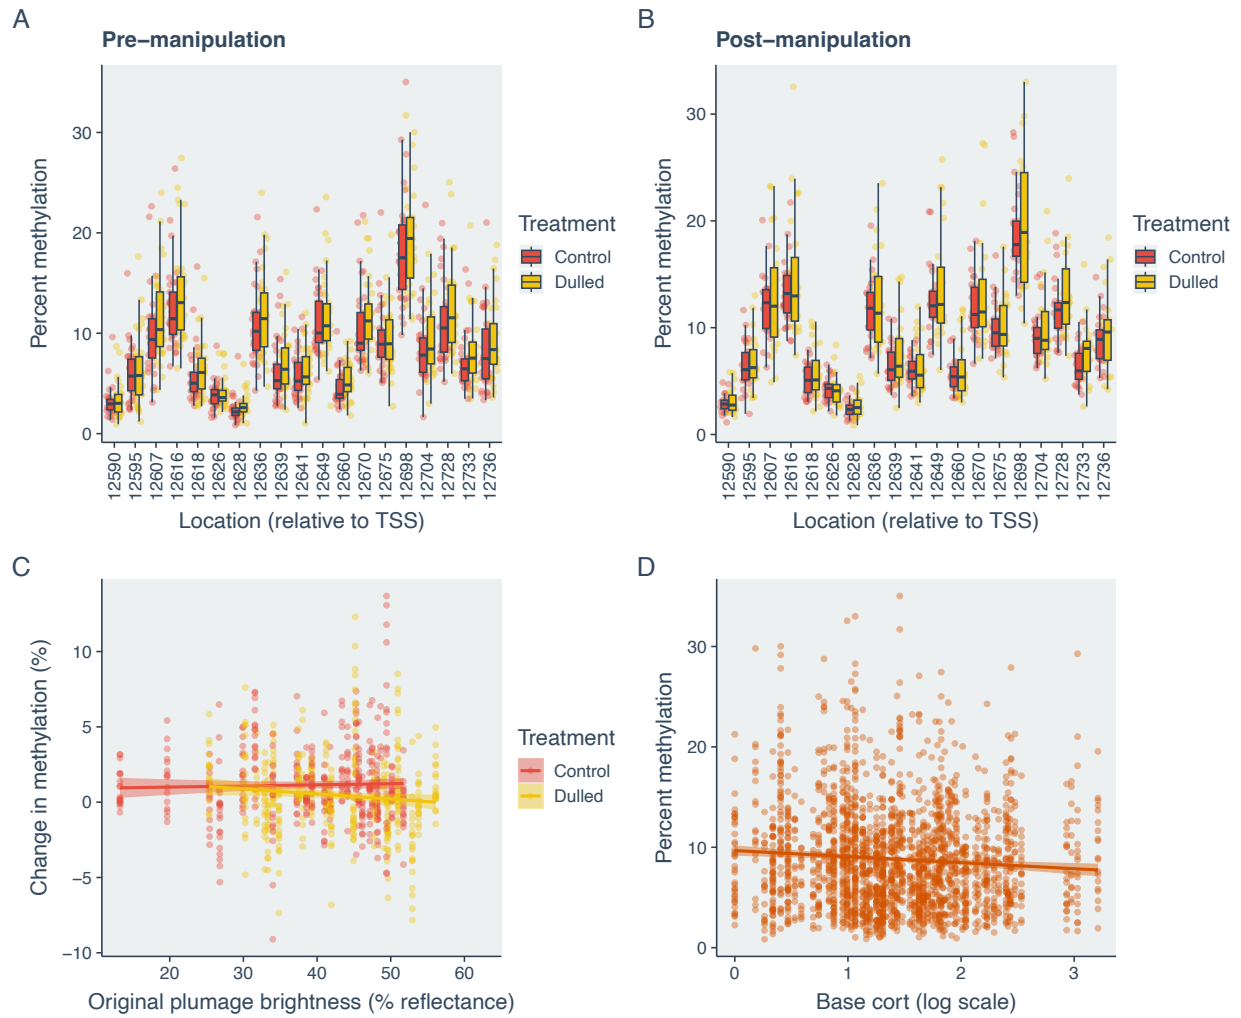 A
Pre−manipulation
Percent methylation
30
20
10
0
12590
12595
12607
12616
12618
12626
12628
12636
12639
12641
12649
12660
12670
12675
12698
12704
12728
12733
12736
Location (relative to TSS)
Treatment
Control
Dulled
B
Post−manipulation
Percent methylation
30
20
10
0
12590
12595
12607
12616
12618
12626
12628
12636
12639
12641
12649
12660
12670
12675
12698
12704
12728
12733
12736
Location (relative to TSS)
Treatment
Control
Dulled
C
Change in methylation (%)
10
5
0
−5
−10
20
30
40
50
60
Original plumage brightness (% reflectance)
Treatment
Control
Dulled
D
Percent methylation
30
20
10
0
0
1
2
3
Base cort (log scale)